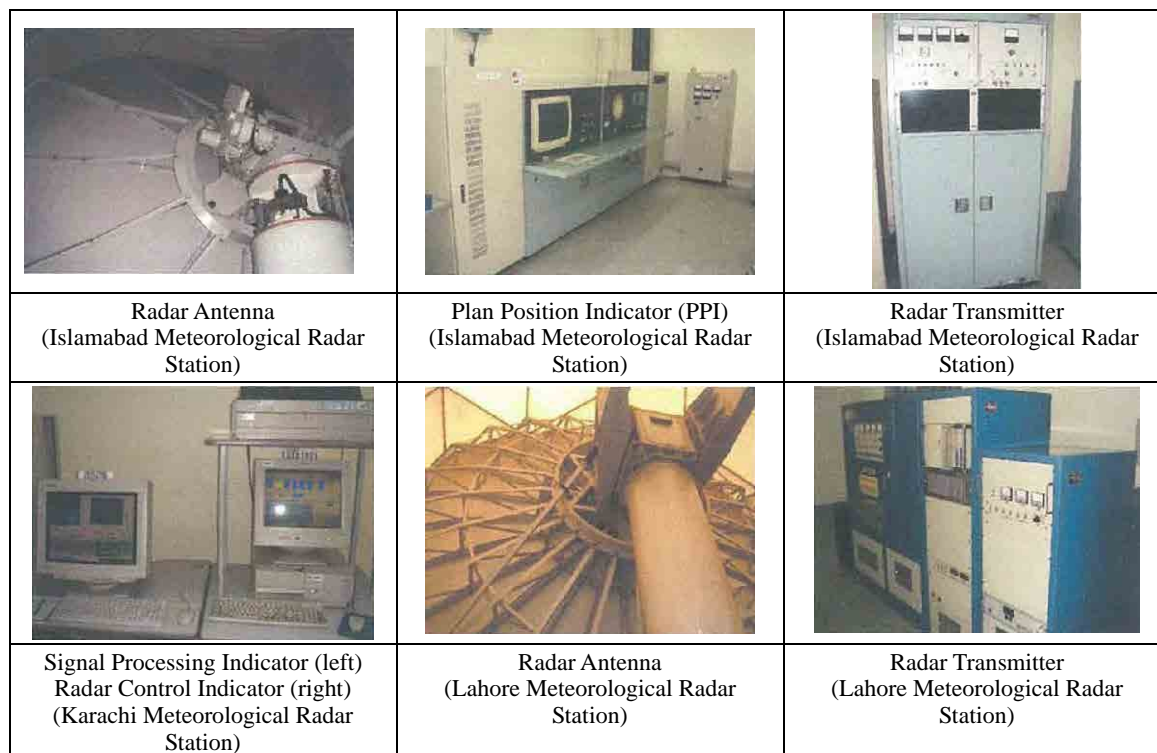 Radar Antenna
(Islamabad Meteorological Radar
Station)
Plan Position Indicator (PPI)
(Islamabad Meteorological Radar
Station)
Radar Transmitter
(Islamabad Meteorological Radar
Station)
Signal Processing Indicator (left)
Radar Control Indicator (right)
(Karachi Meteorological Radar
Station)
Radar Antenna
(Lahore Meteorological Radar
Station)
Radar Transmitter
(Lahore Meteorological Radar
Station)